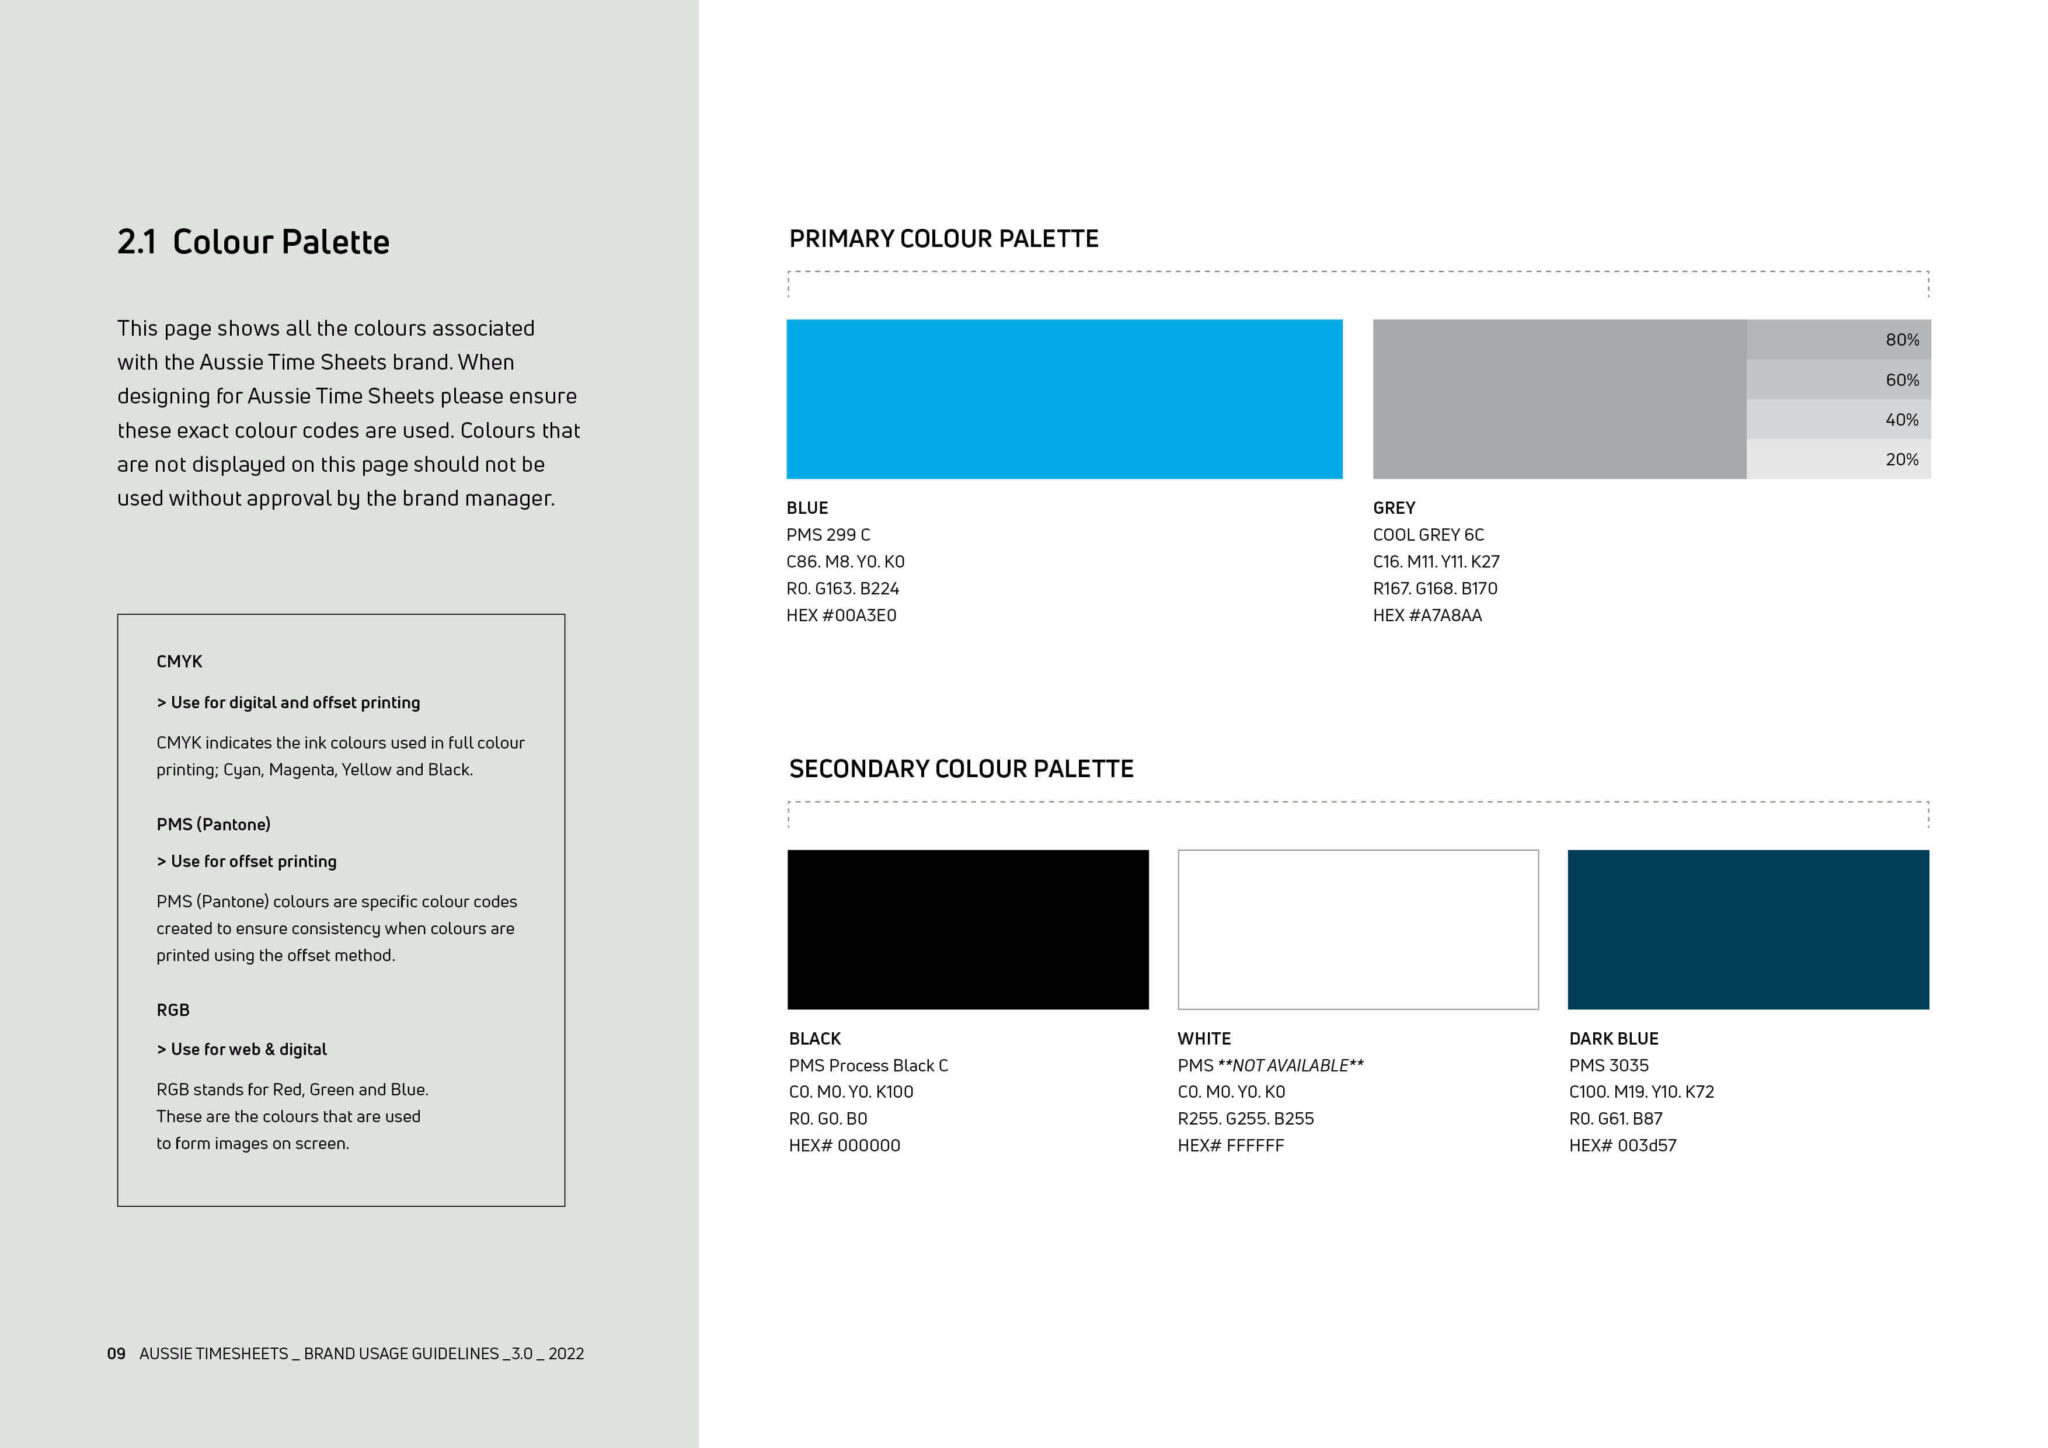 2.1 Colour Palette
This page shows all the colours associated
with the Aussie Time Sheets brand. When
designing for Aussie Time Sheets please ensure
these exact colour codes are used. Colours that
are not displayed on this page should not be
used without approval by the brand manager.
CMYK
> Use for digital and offset printing
CMYK indicates the ink colours used in full colour
printing; Cyan, Magenta, Yellow and Black.
PMS (Pantone)
> Use for offset printing
PMS (Pantone) colours are specific colour codes
created to ensure consistency when colours are
printed using the offset method.
RGB
> Use for web & digital
RGB stands for Red, Green and Blue.
These are the colours that are used
to form images on screen.
09 AUSSIE TIMESHEETS _ BRAND USAGE GUIDELINES _3.0 _ 2022
PRIMARY COLOUR PALETTE
80%
60%
40%
20%
BLUE
PMS 299 C
C86. M8. Y0. K0
R0. G163. B224
HEX #00A3E0
GREY
COOL GREY 6C
C16. M11. Y11. K27
R167. G168. B170
HEX #A7A8AA
SECONDARY COLOUR PALETTE
BLACK
PMS Process Black C
C0. M0. Y0. K100
R0. G0. B0
HEX# 000000
WHITE
PMS **NOT AVAILABLE**
C0. M0. Y0. K0
R255. G255. B255
HEX# FFFFFF
DARK BLUE
PMS 3035
C100. M19. Y10. K72
R0. G61. B87
HEX# 003d57